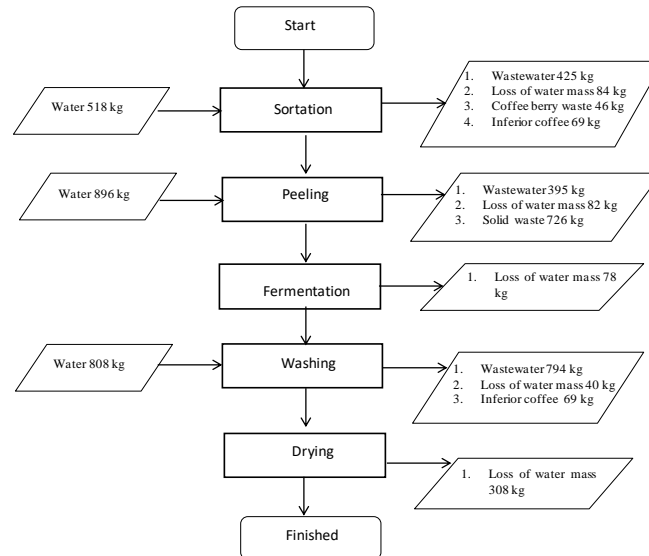 Start
Water 518 kg
Sortation
1. Wastewater 425 kg
2. Loss of water mass 84 kg
3. Coffee berry waste 46 kg
4. Inferior coffee 69 kg
Water 896 kg
Peeling
1. Wastewater 395 kg
2. Loss of water mass 82 kg
3. Solid waste 726 kg
Fermentation
1. Loss of water mass 78
kg
Water 808 kg
Washing
1. Wastewater 794 kg
2. Loss of water mass 40 kg
3. Inferior coffee 69 kg
Drying
1. Loss of water mass
308 kg
Finished